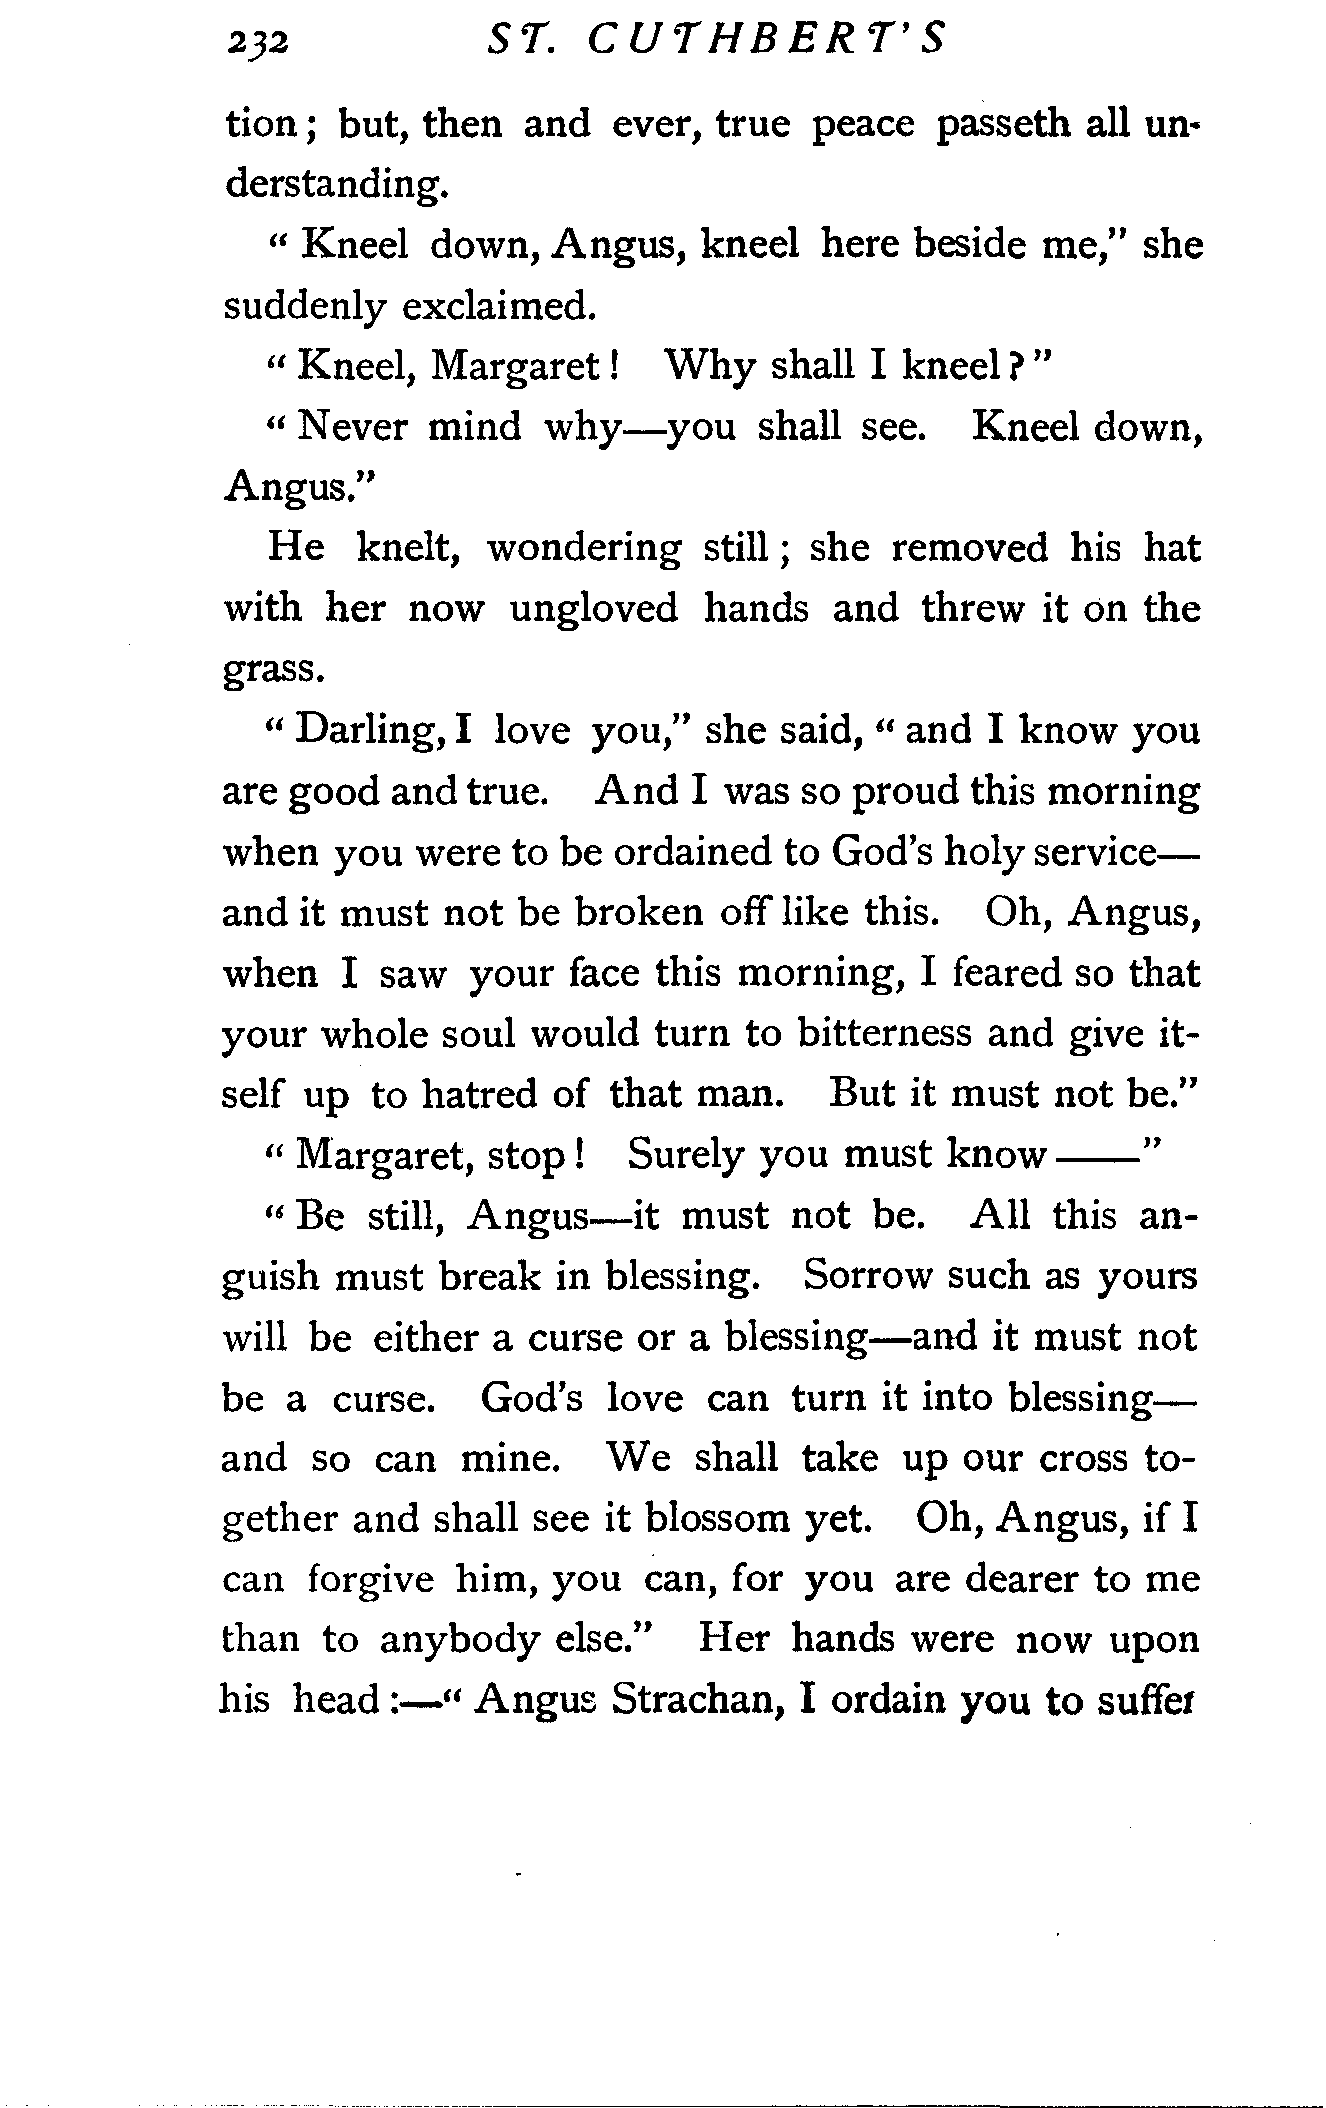 232 ST. CUTHBERT'S
tion; but, then and ever, true peace passeth all un-
derstanding.
" Kneel down, Angus, kneel here beside me," she
suddenly exclaimed.
" Kneel, Margaret! Why shall I kneel?"
" Never mind why—you shall see. Kneel down,
Angus."
He knelt, wondering still; she removed his hat
with her now ungloved hands and threw it on the
grass.
" Darling, I love you," she said, " and I know you
are good and true. And I was so proud this morning
when you were to be ordained to God's holy service—
and it must not be broken off like this. Oh, Angus,
when I saw your face this morning, I feared so that
your whole soul would turn to bitterness and give it-
self up to hatred of that man. But it must not be."
" Margaret, stop! Surely you must know——"
" Be still, Angus—it must not be. All this an-
guish must break in blessing. Sorrow such as yours
will be either a curse or a blessing—and it must not
be a curse. God's love can turn it into blessing—
and so can mine. We shall take up our cross to-
gether and shall see it blossom yet. Oh, Angus, if I
can forgive him, you can, for you are dearer to me
than to anybody else." Her hands were now upon
his head:—" Angus Strachan, I ordain you to suffer